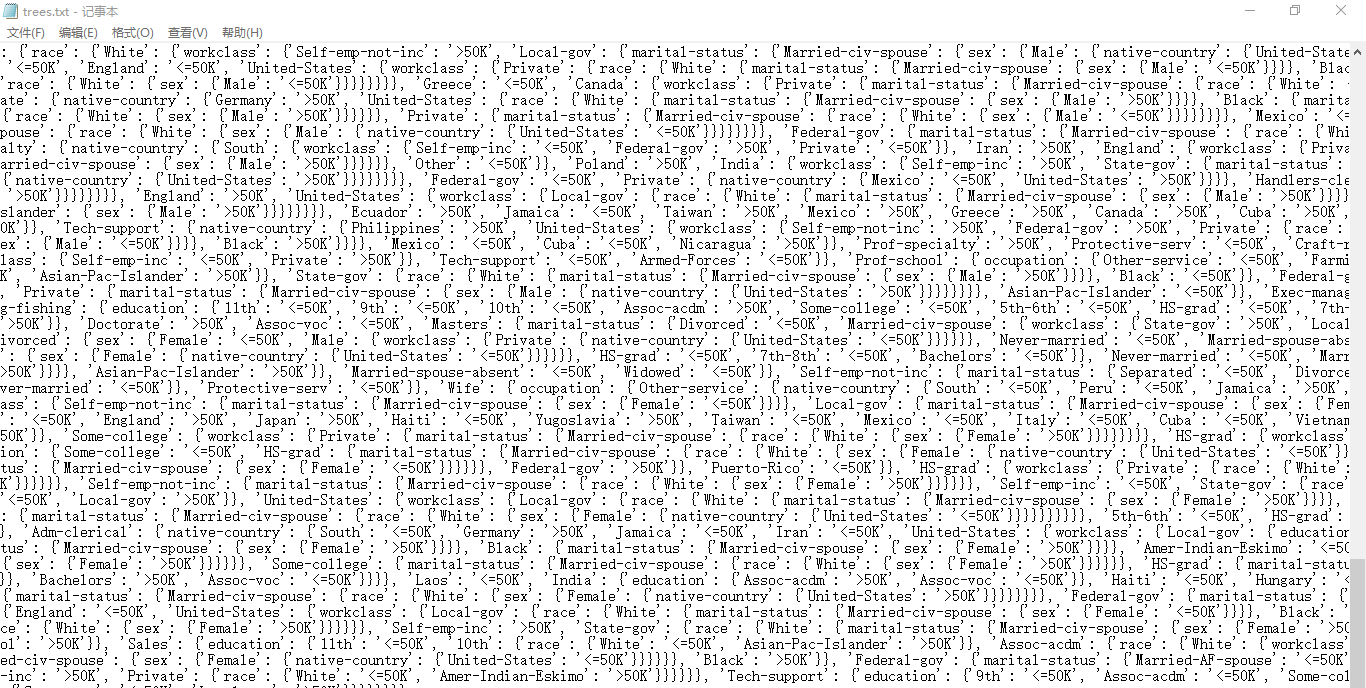 trees.txt - 记事本
文件(F) 编辑(E) 格式(O) 查看(V) 帮助(H)
: {'race': {'White': {'workclass': {'Self-emp-not-inc': '>50K', 'Local-gov': {'marital-status': {'Married-civ-spouse': {'sex': {'Male': {'native-country': {'United-State
'<=50K', 'England': '<=50K', 'United-States': {'workclass': {'Private': {'race': {'White': {'marital-status': {'Married-civ-spouse': {'sex': {'Male': '<=50K'}}}}, 'Blac
'race': {'White': {'sex': {'Male': '<=50K'}}}}}}}}, 'Greece': '<=50K', 'Canada': {'workclass': {'Private': {'marital-status': {'Married-civ-spouse': {'race': {'White':
ate': {'native-country': {'Germany': '>50K', 'United-States': {'race': {'White': {'marital-status': {'Married-civ-spouse': {'sex': {'Male': '>50K'}}}}, 'Black': {'marita
{'race': {'White': {'sex': {'Male': '>50K'}}}}}}, 'Private': {'marital-status': {'Married-civ-spouse': {'race': {'White': {'sex': {'Male': '>50K'}}}}}}}}, 'Mexico': '<
pouse': {'race': {'White': {'sex': {'Male': {'native-country': {'United-States': '<=50K'}}}}}}}}, 'Federal-gov': {'marital-status': {'Married-civ-spouse': {'race': {'Whi
alty': {'native-country': {'South': {'workclass': {'Self-emp-inc': '<=50K', 'Federal-gov': '>50K', 'Private': '<=50K'}}, 'Iran': '>50K', 'England': {'workclass': {'Priva
arried-civ-spouse': {'sex': {'Male': '>50K'}}}}}}, 'Other': '<=50K'}}, 'Poland': '>50K', 'India': {'workclass': {'Self-emp-inc': '>50K', 'State-gov': {'marital-status':
{'native-country': {'United-States': '>50K'}}}}}}}}, 'Federal-gov': '<=50K', 'Private': {'native-country': {'Mexico': '<=50K', 'United-States': '>50K'}}}}, 'Handlers-cle
>50K'}}}}}}}}, 'England': '>50K', 'United-States': {'workclass': {'Local-gov': {'race': {'White': {'marital-status': {'Married-civ-spouse': {'sex': {'Male': '>50K'}}}}
slander': {'sex': {'Male': '>50K'}}}}}}}}, 'Ecuador': '>50K', 'Jamaica': '<=50K', 'Taiwan': '>50K', 'Mexico': '>50K', 'Greece': '>50K', 'Canada': '>50K', 'Cuba': '>50K',
0K'}}, 'Tech-support': {'native-country': {'Philippines': '>50K', 'United-States': {'workclass': {'Self-emp-not-inc': '>50K', 'Federal-gov': '>50K', 'Private': {'race':
ex': {'Male': '<=50K'}}}}, 'Black': '>50K'}}}}, 'Mexico': '<=50K', 'Cuba': '<=50K', 'Nicaragua': '>50K'}}, 'Prof-specialty': '>50K', 'Protective-serv': '<=50K', 'Craft-r
lass': {'Self-emp-inc': '<=50K', 'Private': '>50K'}}, 'Tech-support': '<=50K', 'Armed-Forces': '<=50K'}}, 'Prof-school': {'occupation': {'Other-service': '<=50K', 'Farmi
K', 'Asian-Pac-Islander': '>50K'}}, 'State-gov': {'race': {'White': {'marital-status': {'Married-civ-spouse': {'sex': {'Male': '>50K'}}}}, 'Black': '<=50K'}}, 'Federal-g
, 'Private': {'marital-status': {'Married-civ-spouse': {'sex': {'Male': {'native-country': {'United-States': '>50K'}}}}}}}}, 'Asian-Pac-Islander': '<=50K'}}, 'Exec-manag
g-fishing': {'education': {'11th': '<=50K', '9th': '<=50K', '10th': '<=50K', 'Assoc-acdm': '>50K', 'Some-college': '<=50K', '5th-6th': '<=50K', 'HS-grad': '>50K', '7th-
>50K'}}, 'Doctorate': '>50K', 'Assoc-voc': '<=50K', 'Masters': {'marital-status': {'Divorced': '<=50K', 'Married-civ-spouse': {'workclass': {'State-gov': '>50K', 'Local
ivorced': {'sex': {'Female': '<=50K', 'Male': {'workclass': {'Private': {'native-country': {'United-States': '<=50K'}}}}}}, 'Never-married': '<=50K', 'Married-spouse-abs
': {'sex': {'Female': {'native-country': {'United-States': '<=50K'}}}}}}, 'HS-grad': '<=50K', '7th-8th': '<=50K', 'Bachelors': '<=50K'}}, 'Never-married': '<=50K', 'Marr
>50K'}}}}, 'Asian-Pac-Islander': '>50K'}}, 'Married-spouse-absent': '<=50K', 'Widowed': '<=50K'}}, 'Self-emp-not-inc': {'marital-status': {'Separated': '<=50K', 'Divorce
ver-married': '<=50K'}}, 'Protective-serv': '<=50K'}}, 'Wife': {'occupation': {'Other-service': {'native-country': {'South': '<=50K', 'Peru': '<=50K', 'Jamaica': '>50K',
ass': {'Self-emp-not-inc': {'marital-status': {'Married-civ-spouse': {'sex': {'Female': '<=50K'}}}}, 'Local-gov': {'marital-status': {'Married-civ-spouse': {'sex': {'Fem
': '<=50K', 'England': '>50K', 'Japan': '>50K', 'Haiti': '<=50K', 'Yugoslavia': '>50K', 'Taiwan': '<=50K', 'Mexico': '<=50K', 'Italy': '<=50K', 'Cuba': '<=50K', 'Vietnam
50K'}}, 'Some-college': {'workclass': {'Private': {'marital-status': {'Married-civ-spouse': {'race': {'White': {'sex': {'Female': '>50K'}}}}}}}}, 'HS-grad': {'workclass'
ion': {'Some-college': '<=50K', 'HS-grad': {'marital-status': {'Married-civ-spouse': {'race': {'White': {'sex': {'Female': {'native-country': {'United-States': '<=50K'}}
tus': {'Married-civ-spouse': {'sex': {'Female': '<=50K'}}}}}}, 'Federal-gov': '>50K'}}, 'Puerto-Rico': '<=50K'}}, 'HS-grad': {'workclass': {'Private': {'race': {'White':
K'}}}}}}, 'Self-emp-not-inc': {'marital-status': {'Married-civ-spouse': {'race': {'White': {'sex': {'Female': '>50K'}}}}}}, 'Self-emp-inc': '<=50K', 'State-gov': {'race'
'<=50K', 'Local-gov': '>50K'}}, 'United-States': {'workclass': {'Local-gov': {'race': {'White': {'marital-status': {'Married-civ-spouse': {'sex': {'Female': '>50K'}}}},
: {'marital-status': {'Married-civ-spouse': {'race': {'White': {'sex': {'Female': {'native-country': {'United-States': '<=50K'}}}}}}}}}}, '5th-6th': '<=50K', 'HS-grad':
}, 'Adm-clerical': {'native-country': {'South': '<=50K', 'Germany': '>50K', 'Jamaica': '<=50K', 'Iran': '<=50K', 'United-States': {'workclass': {'Local-gov': {'education
tus': {'Married-civ-spouse': {'sex': {'Female': '>50K'}}}}, 'Black': {'marital-status': {'Married-civ-spouse': {'sex': {'Female': '<=50K'}}}}, 'Amer-Indian-Eskimo': '<=50
{'sex': {'Female': '>50K'}}}}}}, 'Some-college': {'marital-status': {'Married-civ-spouse': {'race': {'White': {'sex': {'Female': '>50K'}}}}}}, 'HS-grad': {'marital-statu
}}, 'Bachelors': '>50K', 'Assoc-voc': '<=50K'}}}}, 'Laos': '<=50K', 'India': {'education': {'Assoc-acdm': '>50K', 'Assoc-voc': '<=50K'}}, 'Haiti': '<=50K', 'Hungary': '<
{'marital-status': {'Married-civ-spouse': {'race': {'White': {'sex': {'Female': {'native-country': {'United-States': '>50K'}}}}}}}}, 'Federal-gov': {'marital-status': {'
{'England': '<=50K', 'United-States': {'workclass': {'Local-gov': {'race': {'White': {'marital-status': {'Married-civ-spouse': {'sex': {'Female': '<=50K'}}}}, 'Black': '
ce': {'White': {'sex': {'Female': '>50K'}}}}}}, 'Self-emp-inc': '>50K', 'State-gov': {'race': {'White': {'marital-status': {'Married-civ-spouse': {'sex': {'Female': '>50
ol': '>50K'}}, 'Sales': {'education': {'11th': '<=50K', '10th': {'race': {'White': '<=50K', 'Asian-Pac-Islander': '>50K'}}, 'Assoc-acdm': {'race': {'White': {'workclass'
ed-civ-spouse': {'sex': {'Female': {'native-country': {'United-States': '<=50K'}}}}}}, 'Black': '>50K'}}, 'Federal-gov': {'marital-status': {'Married-AF-spouse': '<=50K'
-inc': '>50K', 'Private': {'race': {'White': '<=50K', 'Amer-Indian-Eskimo': '>50K'}}}}}}, 'Tech-support': {'education': {'9th': '<=50K', 'Assoc-acdm': '<=50K', 'Some-col